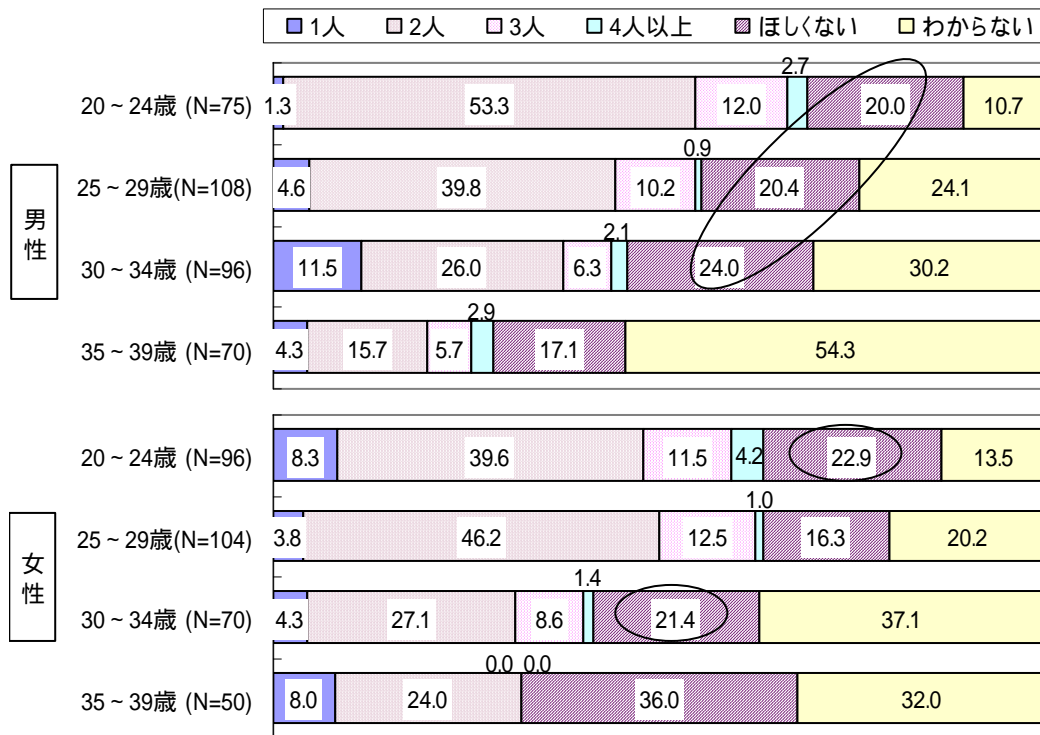 1人 2人 3人 4人以上 ほしくない わからない
男性
20～24歳 (N=75) 1.3 53.3 12.0 2.7 20.0 10.7
25～29歳(N=108) 4.6 39.8 10.2 0.9 20.4 24.1
30～34歳 (N=96) 11.5 26.0 6.3 2.1 24.0 30.2
35～39歳 (N=70) 4.3 15.7 5.7 2.9 17.1 54.3
女性
20～24歳 (N=96) 8.3 39.6 11.5 4.2 22.9 13.5
25～29歳(N=104) 3.8 46.2 12.5 1.0 16.3 20.2
30～34歳 (N=70) 4.3 27.1 8.6 1.4 21.4 37.1
35～39歳 (N=50) 8.0 24.0 0.0 0.0 36.0 32.0